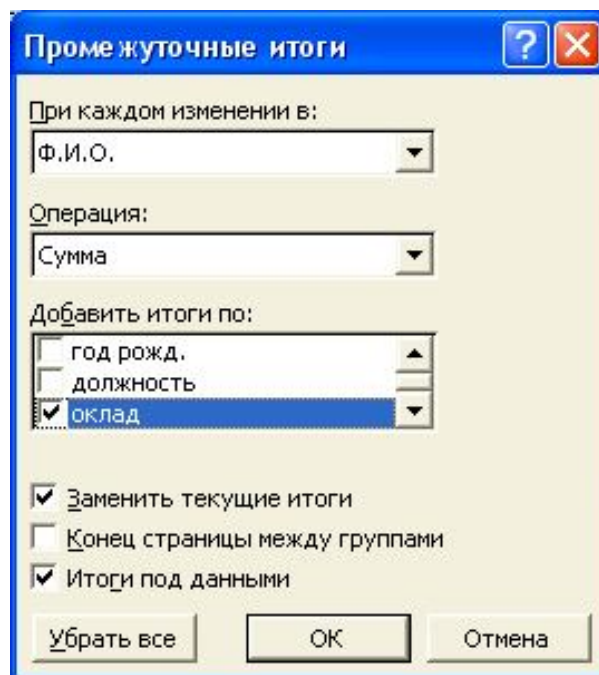 Промежуточные итоги
При каждом изменении в:
Ф.И.О.
Операция:
Сумма
Добавить итоги по:
год рожд.
должность
оклад
Заменить текущие итоги
Конец страницы между группами
Итоги под данными
Убрать все
ОК
Отмена